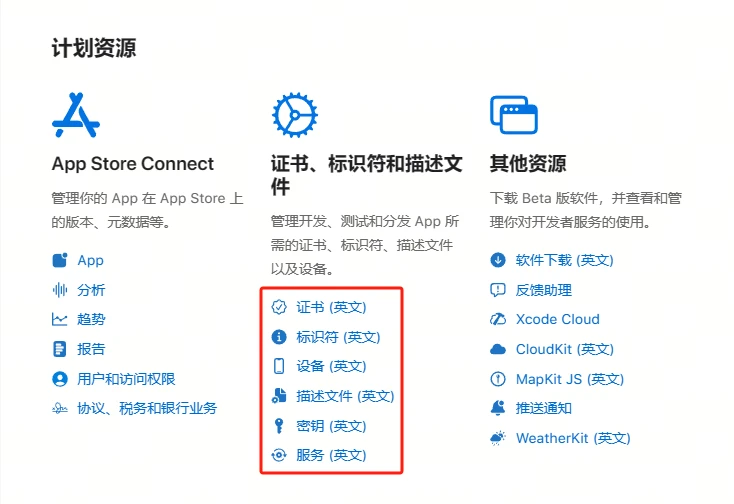 计划资源
App Store Connect
管理你的 App 在 App Store 上
的版本、元数据等。
App
分析
趋势
报告
用户和访问权限
协议、税务和银行业务
证书、标识符和描述文
件
管理开发、测试和分发 App 所
需的证书、标识符、描述文件
以及设备。
证书 (英文)
标识符 (英文)
设备 (英文)
描述文件 (英文)
密钥 (英文)
服务 (英文)
其他资源
下载 Beta 版软件，并查看和管
理你对开发者服务的使用。
软件下载 (英文)
反馈助理
Xcode Cloud
CloudKit (英文)
MapKit JS (英文)
推送通知
WeatherKit (英文)